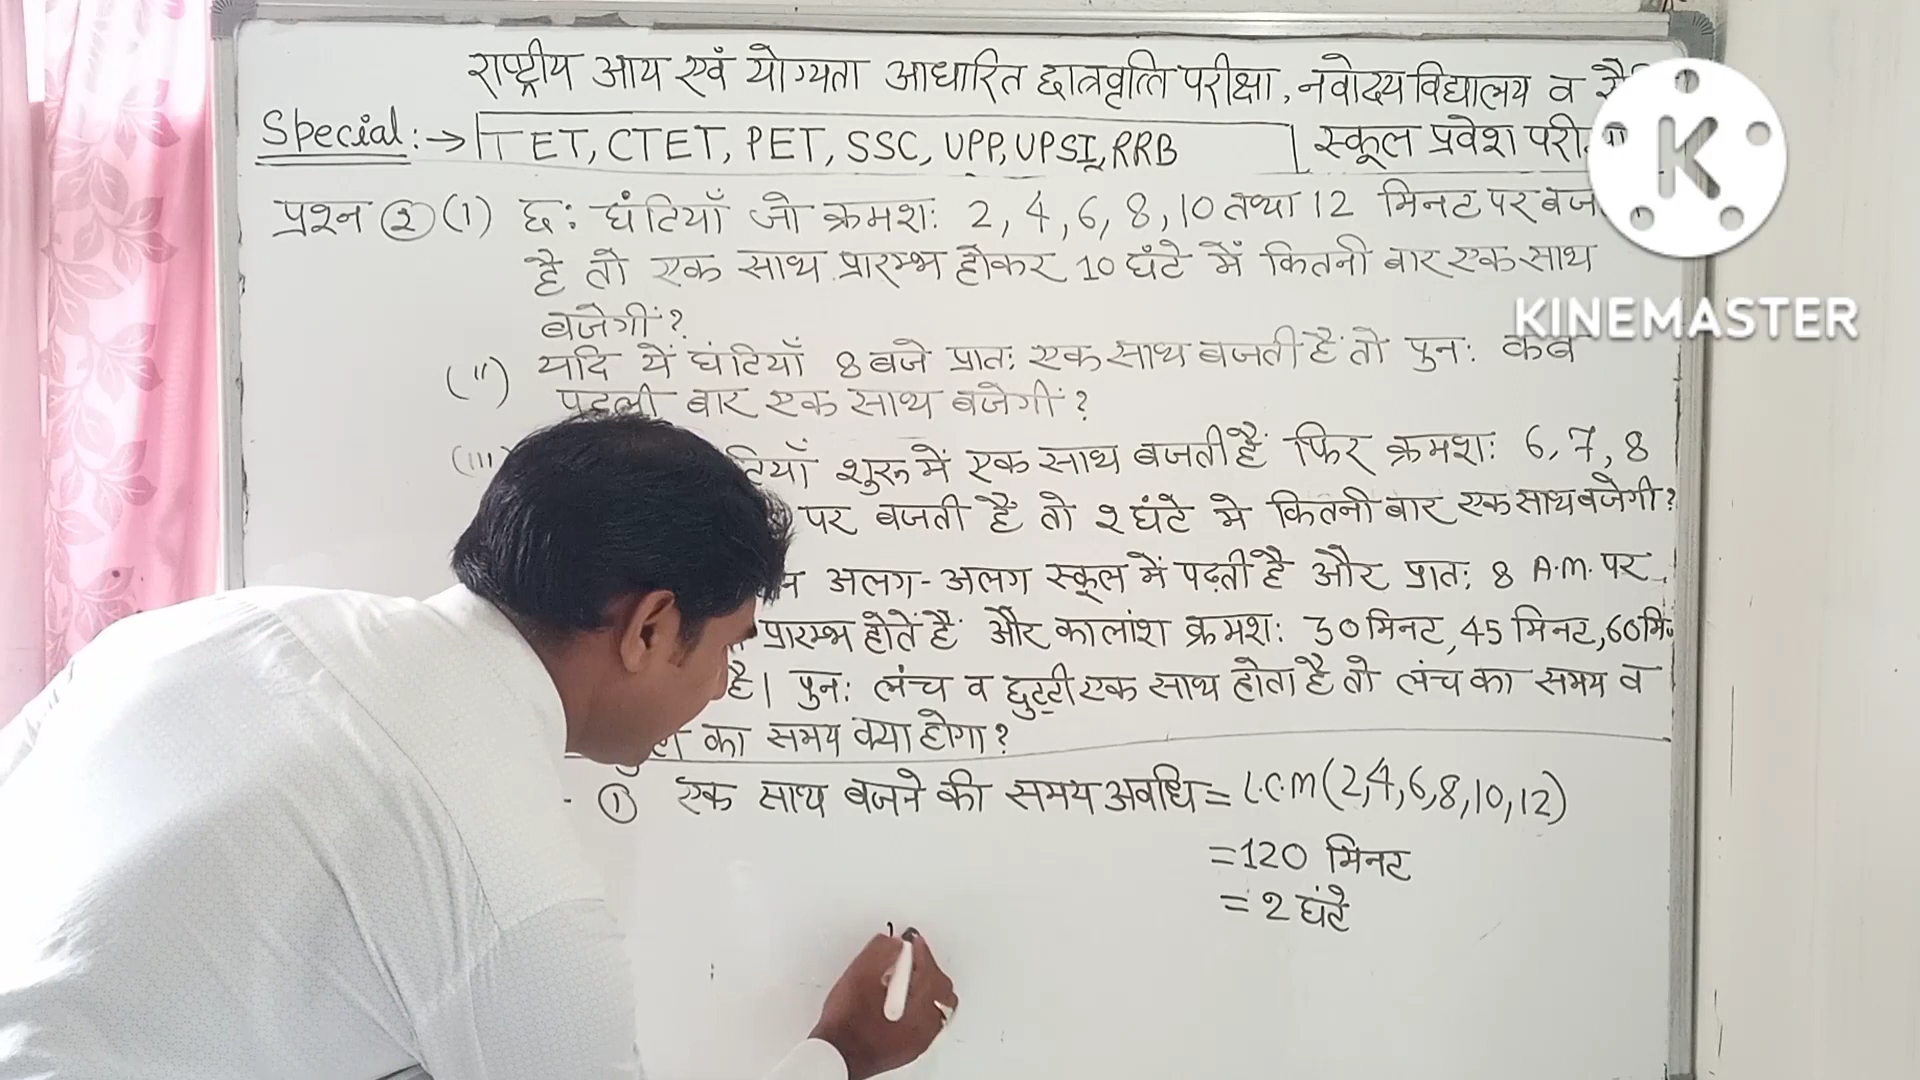 राष्ट्रीय आय एवं योग्यता आधारित छात्रवृत्ति परीक्षा, नवोदय विद्यालय व
Special:→ TET, CTET, PET, SSC, UPP, UPSI, RRB | स्कूल प्रवेश
प्रश्न ② (1) छः घंटियाँ जो क्रमशः 2, 4, 6, 8, 10 तथा 12 मिनट पर
है तो एक साथ प्रारम्भ होकर 10 घंटे में कितनी बार एक साथ
बजेगीं?
(ii) यदि यें घंटियाँ 8 बजे प्रातः एक साथ बजती हैं तो पुनः कब
पहली बार एक साथ बजेगीं?
(iii) शुरू में एक साथ बजती हैं फिर क्रमशः 6, 7, 8
पर बजती हैं तो २ घंटे मे कितनी बार एक साथ बजेगी?
अलग-अलग स्कूल में पढ़ती है और प्रातः 8 A.M. पर
प्रारम्भ होतें हैं और कालांश क्रमशः 30 मिनट, 45 मिनट, 60 मि०
है। पुनः लंच व छुट्टी एक साथ होता है तो लंच का समय व
का समय क्या होगा?
- ① एक साथ बजने की समय अवधि = L.C.M (2,4,6,8,10,12)
= 120 मिनट
= 2 घंटे
K
KINEMASTER